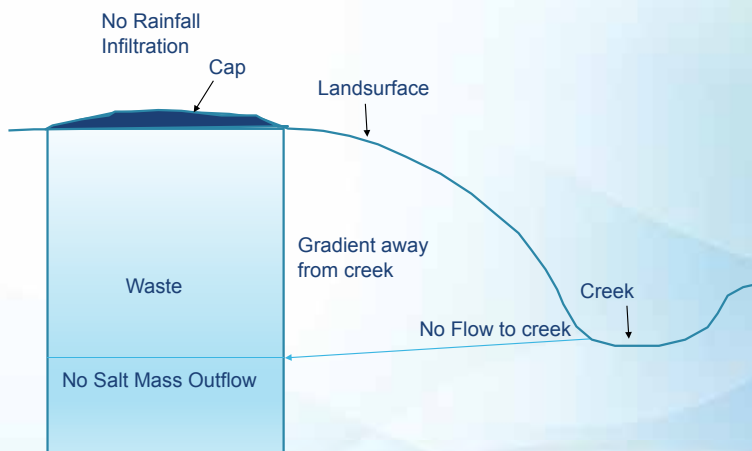 No Rainfall
Infiltration
Cap
Landsurface
Gradient away
from creek
Waste
Creek
No Flow to creek
No Salt Mass Outflow